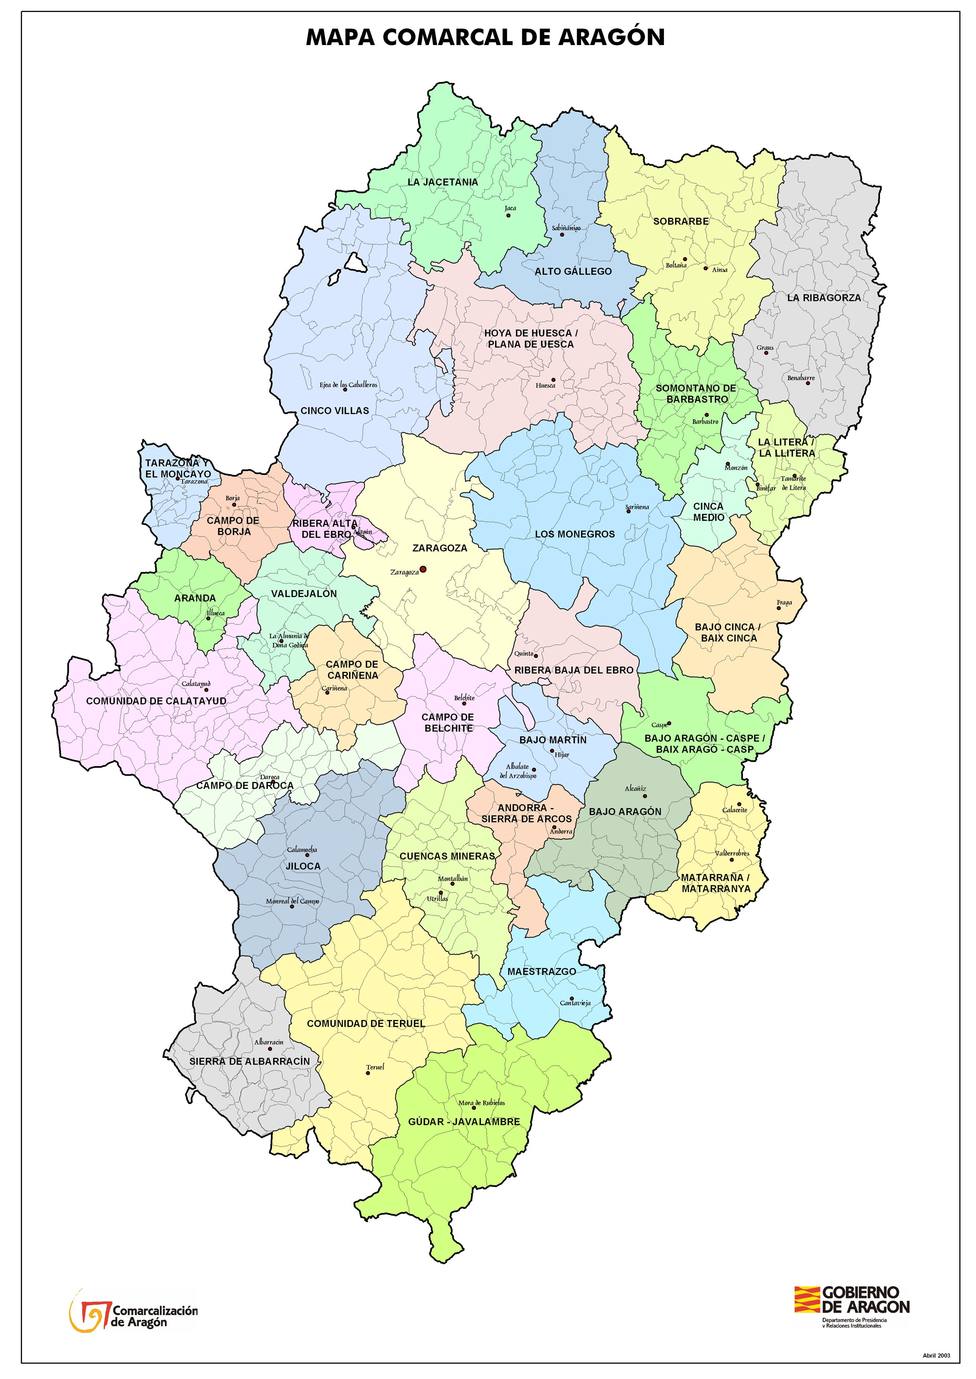 MAPA COMARCAL DE ARAGÓN
LA JACETANIA
Jaca
Sabiñánigo
ALTO GÁLLEGO
SOBRARBE
Boltaña
Aínsa
LA RIBAGORZA
Graus
Benabarre
HOYA DE HUESCA /
PLANA DE UESCA
Huesca
Ejea de los Caballeros
CINCO VILLAS
SOMONTANO DE
BARBASTRO
Barbastro
LA LITERA /
LA LLITERA
Tamarite
de Litera
Binéfar
Monzón
CINCA
MEDIO
TARAZONA Y
EL MONCAYO
Tarazona
Borja
CAMPO DE
BORJA
RIBERA ALTA
DEL EBRO
Alagón
ZARAGOZA
Zaragoza
Sariñena
LOS MONEGROS
ARANDA
Illueca
VALDEJALÓN
La Almunia de
Doña Godina
Fraga
BAJO CINCA /
BAIX CINCA
Quinto
RIBERA BAJA DEL EBRO
CAMPO DE
CARIÑENA
Cariñena
Calatayud
COMUNIDAD DE CALATAYUD
Belchite
CAMPO DE
BELCHITE
Caspe
BAJO ARAGÓN - CASPE /
BAIX ARAGÓ - CASP
BAJO MARTÍN
Híjar
Albalate
del Arzobispo
Daroca
CAMPO DE DAROCA
Alcañiz
BAJO ARAGÓN
ANDORRA -
SIERRA DE ARCOS
Andorra
Calaceite
Valderrobres
MATARRAÑA /
MATARRANYA
Calamocha
JILOCA
Monreal del Campo
CUENCAS MINERAS
Montalbán
Utrillas
MAESTRAZGO
Cantavieja
COMUNIDAD DE TERUEL
Teruel
Albarracín
SIERRA DE ALBARRACÍN
Mora de Rubielos
GÚDAR - JAVALAMBRE
Comarcalización
de Aragón
GOBIERNO
DE ARAGON
Departamento de Presidencia
y Relaciones Institucionales
Abril 2003